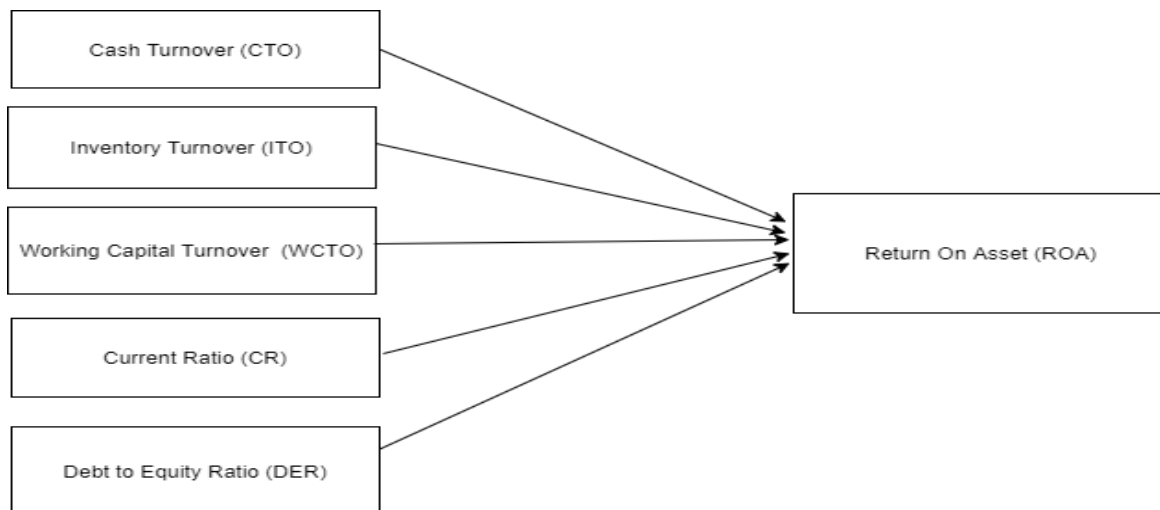 Cash Turnover (CTO)
Inventory Turnover (ITO)
Working Capital Turnover (WCTO)
Return On Asset (ROA)
Current Ratio (CR)
Debt to Equity Ratio (DER)